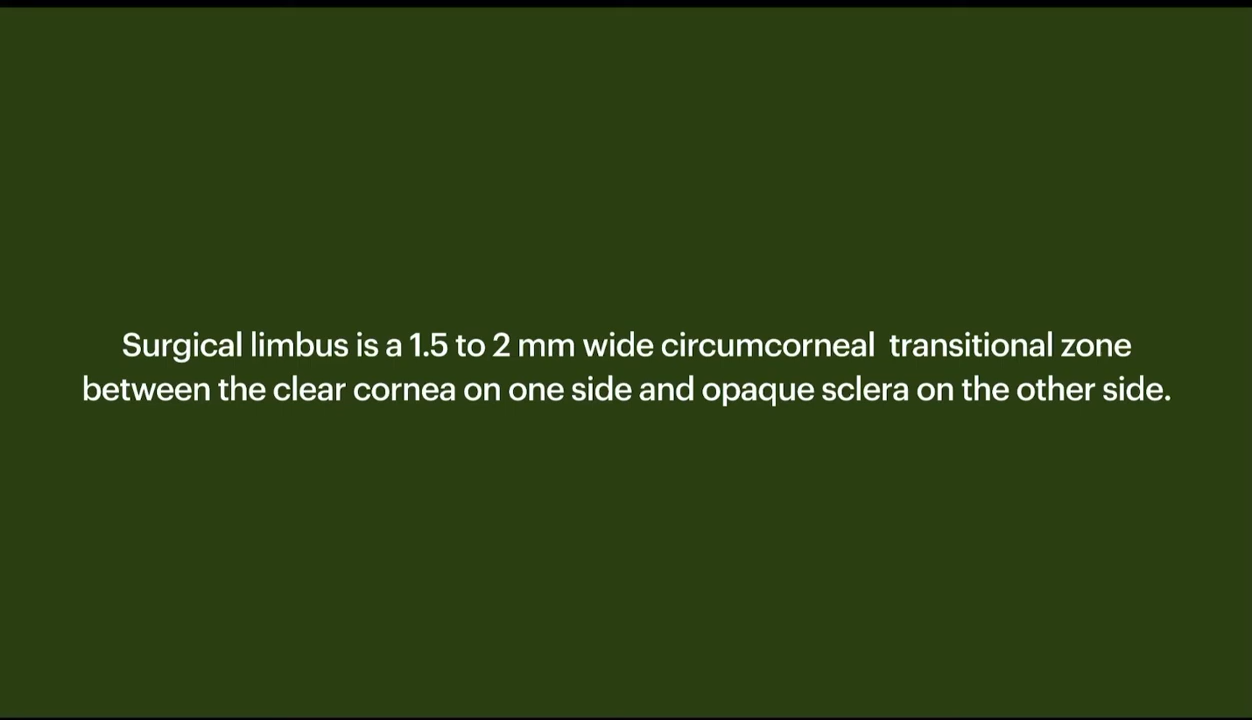 Surgical limbus is a 1.5 to 2 mm wide circumcorneal  transitional zone
between the clear cornea on one side and opaque sclera on the other side.